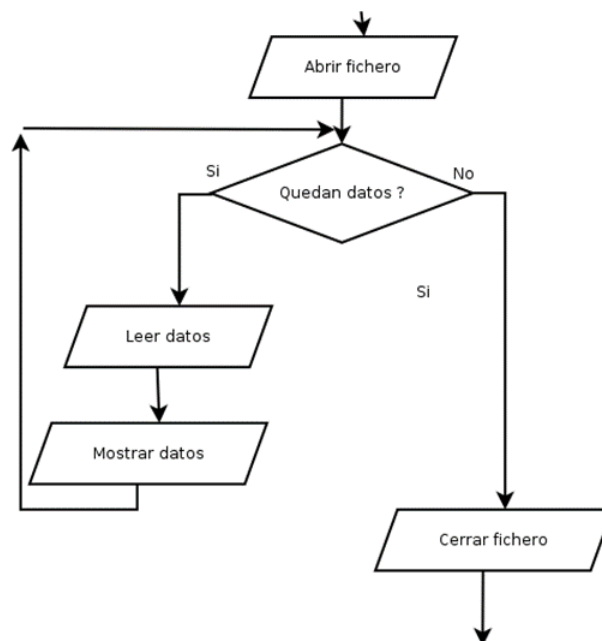 Abrir fichero
Si
No
Quedan datos ?
Si
Leer datos
Mostrar datos
Cerrar fichero